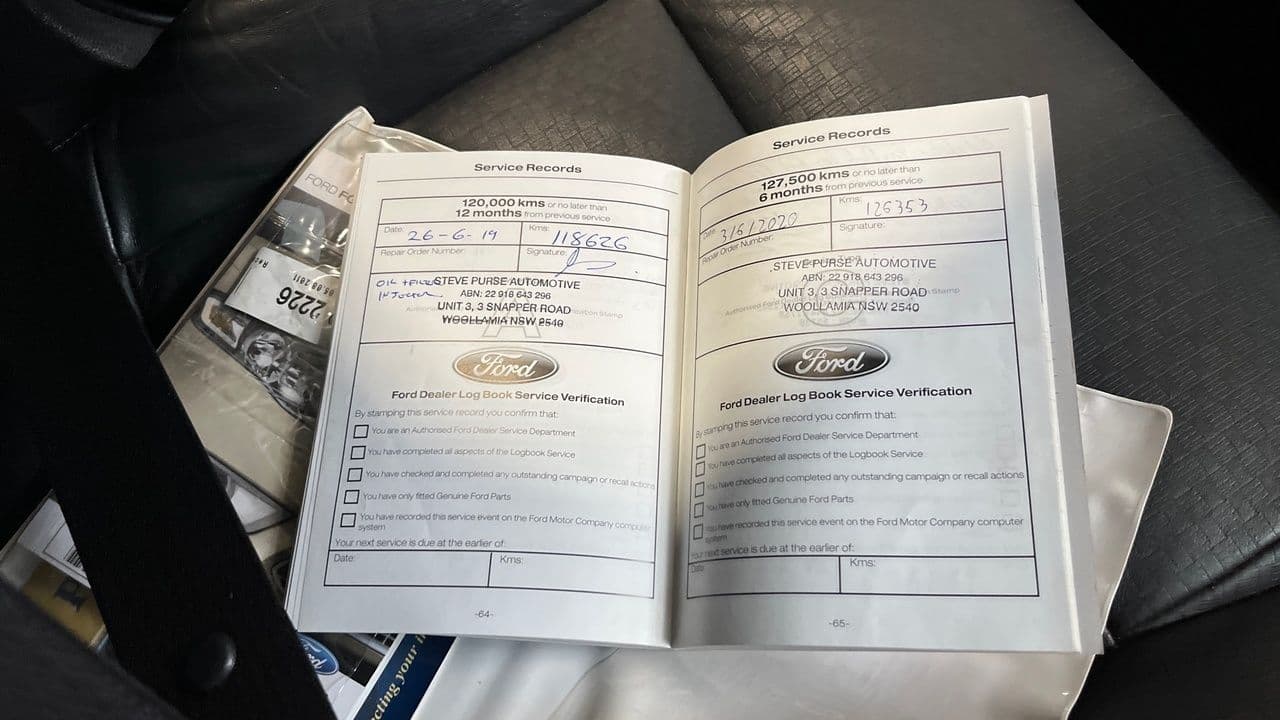 Service Records
120,000 kms or no later than
12 months from previous service
Date: 26-6-19 Kms: 118626
Repair Order Number: Signature:
OIL + FILTER
INJECTOR
STEVE PURSE AUTOMOTIVE
ABN: 22 918 643 296
UNIT 3, 3 SNAPPER ROAD
WOOLLAMIA NSW 2540
Ford
Ford Dealer Log Book Service Verification
By stamping this service record you confirm that:
You are an Authorised Ford Dealer Service Department
You have completed all aspects of the Logbook Service
You have checked and completed any outstanding campaign or recall actions
You have only fitted Genuine Ford Parts
You have recorded this service event on the Ford Motor Company computer
system
Your next service is due at the earlier of:
Date: Kms:
-64-
Service Records
127,500 kms or no later than
6 months from previous service
Date: 3/6/2020 Kms: 126353
Repair Order Number: Signature:
STEVE PURSE AUTOMOTIVE
ABN: 22 918 643 296
UNIT 3, 3 SNAPPER ROAD
Authorised Ford Stamp
WOOLLAMIA NSW 2540
Ford
Ford Dealer Log Book Service Verification
By stamping this service record you confirm that:
You are an Authorised Ford Dealer Service Department
You have completed all aspects of the Logbook Service
You have checked and completed any outstanding campaign or recall actions
You have only fitted Genuine Ford Parts
You have recorded this service event on the Ford Motor Company computer
system
Your next service is due at the earlier of:
Date: Kms:
-65-
FORD FO
2226
Ford
cting your